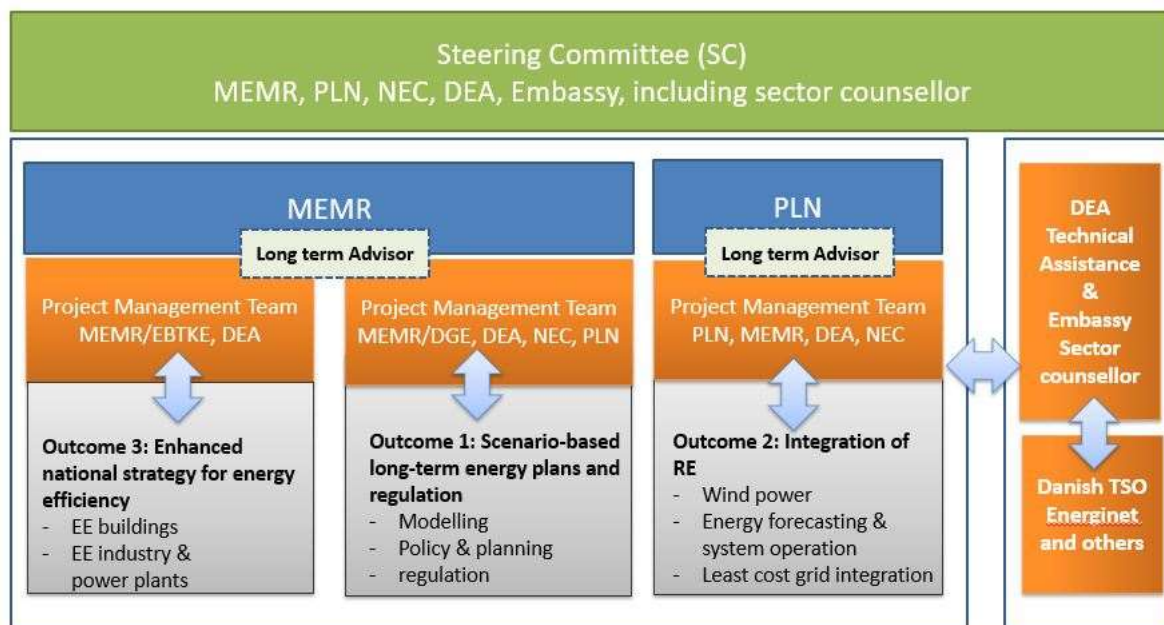 Steering Committee (SC)
MEMR, PLN, NEC, DEA, Embassy, including sector counsellor
MEMR
Long term Advisor
Project Management Team
MEMR/EBTKE, DEA
Outcome 3: Enhanced
national strategy for energy
efficiency
- EE buildings
- EE industry &
power plants
Project Management Team
MEMR/DGE, DEA, NEC, PLN
Outcome 1: Scenario-based
long-term energy plans and
regulation
- Modelling
- Policy & planning
- regulation
PLN
Long term Advisor
Project Management Team
PLN, MEMR, DEA, NEC
Outcome 2: Integration of
RE
- Wind power
- Energy forecasting &
system operation
- Least cost grid integration
DEA
Technical
Assistance
&
Embassy
Sector
counsellor
Danish TSO
Energinet
and others